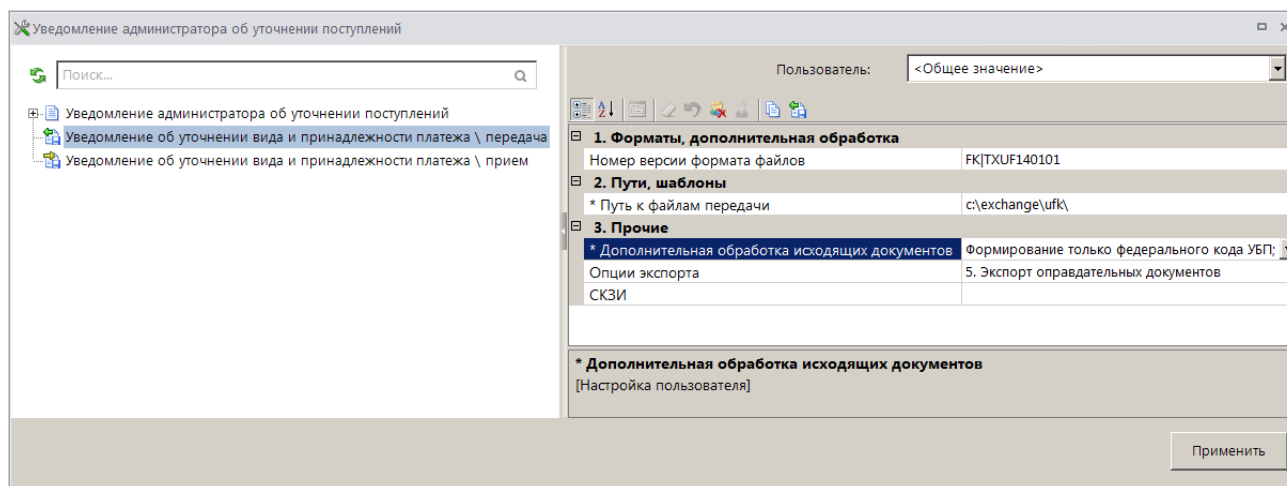 Уведомление администратора об уточнении поступлений
Поиск...
Уведомление администратора об уточнении поступлений
Уведомление об уточнении вида и принадлежности платежа \ передача
Уведомление об уточнении вида и принадлежности платежа \ прием
Пользователь: <Общее значение>
1. Форматы, дополнительная обработка
Номер версии формата файлов FK|TXUF140101
2. Пути, шаблоны
* Путь к файлам передачи c:\exchange\ufk\
3. Прочие
* Дополнительная обработка исходящих документов Формирование только федерального кода УБП;
Опции экспорта 5. Экспорт оправдательных документов
СКЗИ
* Дополнительная обработка исходящих документов
[Настройка пользователя]
Применить